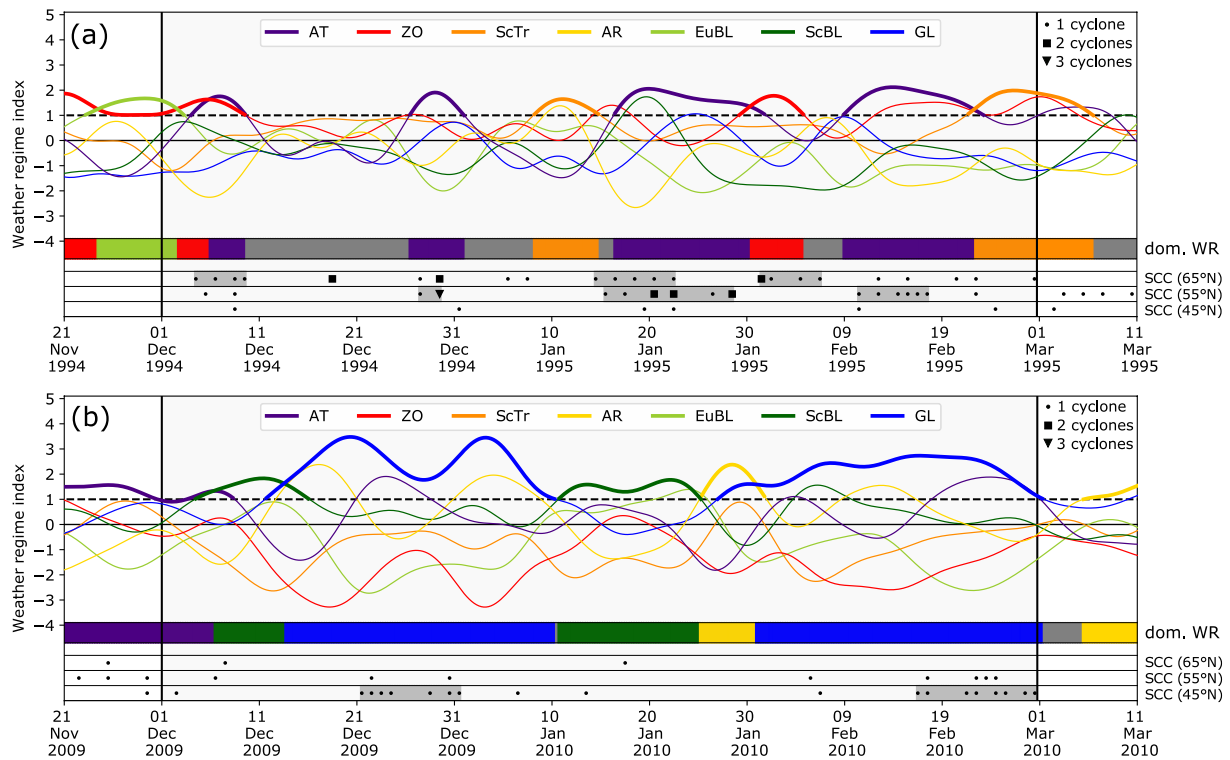 (a)
AT ZO ScTr AR EuBL ScBL GL
1 cyclone
2 cyclones
3 cyclones
Weather regime index
5
4
3
2
1
0
−1
−2
−3
−4
dom. WR
SCC (65°N)
SCC (55°N)
SCC (45°N)
21 01 11 21 31 10 20 30 09 19 01 11
Nov Dec Dec Dec Dec Jan Jan Jan Feb Feb Mar Mar
1994 1994 1994 1994 1994 1995 1995 1995 1995 1995 1995 1995
(b)
AT ZO ScTr AR EuBL ScBL GL
1 cyclone
2 cyclones
3 cyclones
Weather regime index
5
4
3
2
1
0
−1
−2
−3
−4
dom. WR
SCC (65°N)
SCC (55°N)
SCC (45°N)
21 01 11 21 31 10 20 30 09 19 01 11
Nov Dec Dec Dec Dec Jan Jan Jan Feb Feb Mar Mar
2009 2009 2009 2009 2009 2010 2010 2010 2010 2010 2010 2010